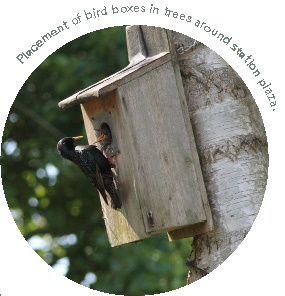 Placement of bird boxes in trees around station plaza.